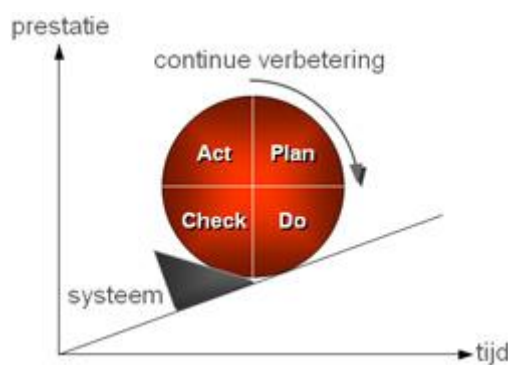 prestatie
continue verbetering
Act Plan
Check Do
systeem
tijd